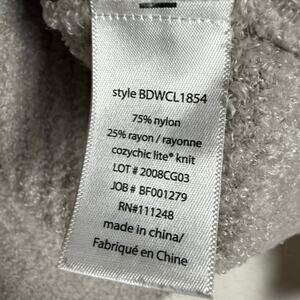 style BDWCL1854
75% nylon
25% rayon / rayonne
cozychic lite® knit
LOT # 2008CG03
JOB # BF001279
RN#111248
made in china/
Fabriqué en Chine